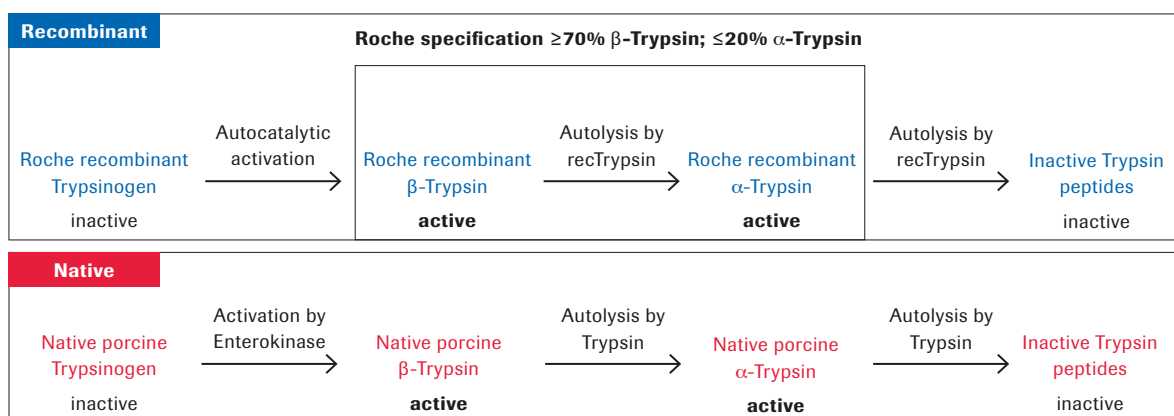 Recombinant
Roche specification ≥70% β-Trypsin; ≤20% α-Trypsin
Roche recombinant
Trypsinogen
inactive
Autocatalytic
activation
Roche recombinant
β-Trypsin
active
Autolysis by
recTrypsin
Roche recombinant
α-Trypsin
active
Autolysis by
recTrypsin
Inactive Trypsin
peptides
inactive
Native
Native porcine
Trypsinogen
inactive
Activation by
Enterokinase
Native porcine
β-Trypsin
active
Autolysis by
Trypsin
Native porcine
α-Trypsin
active
Autolysis by
Trypsin
Inactive Trypsin
peptides
inactive